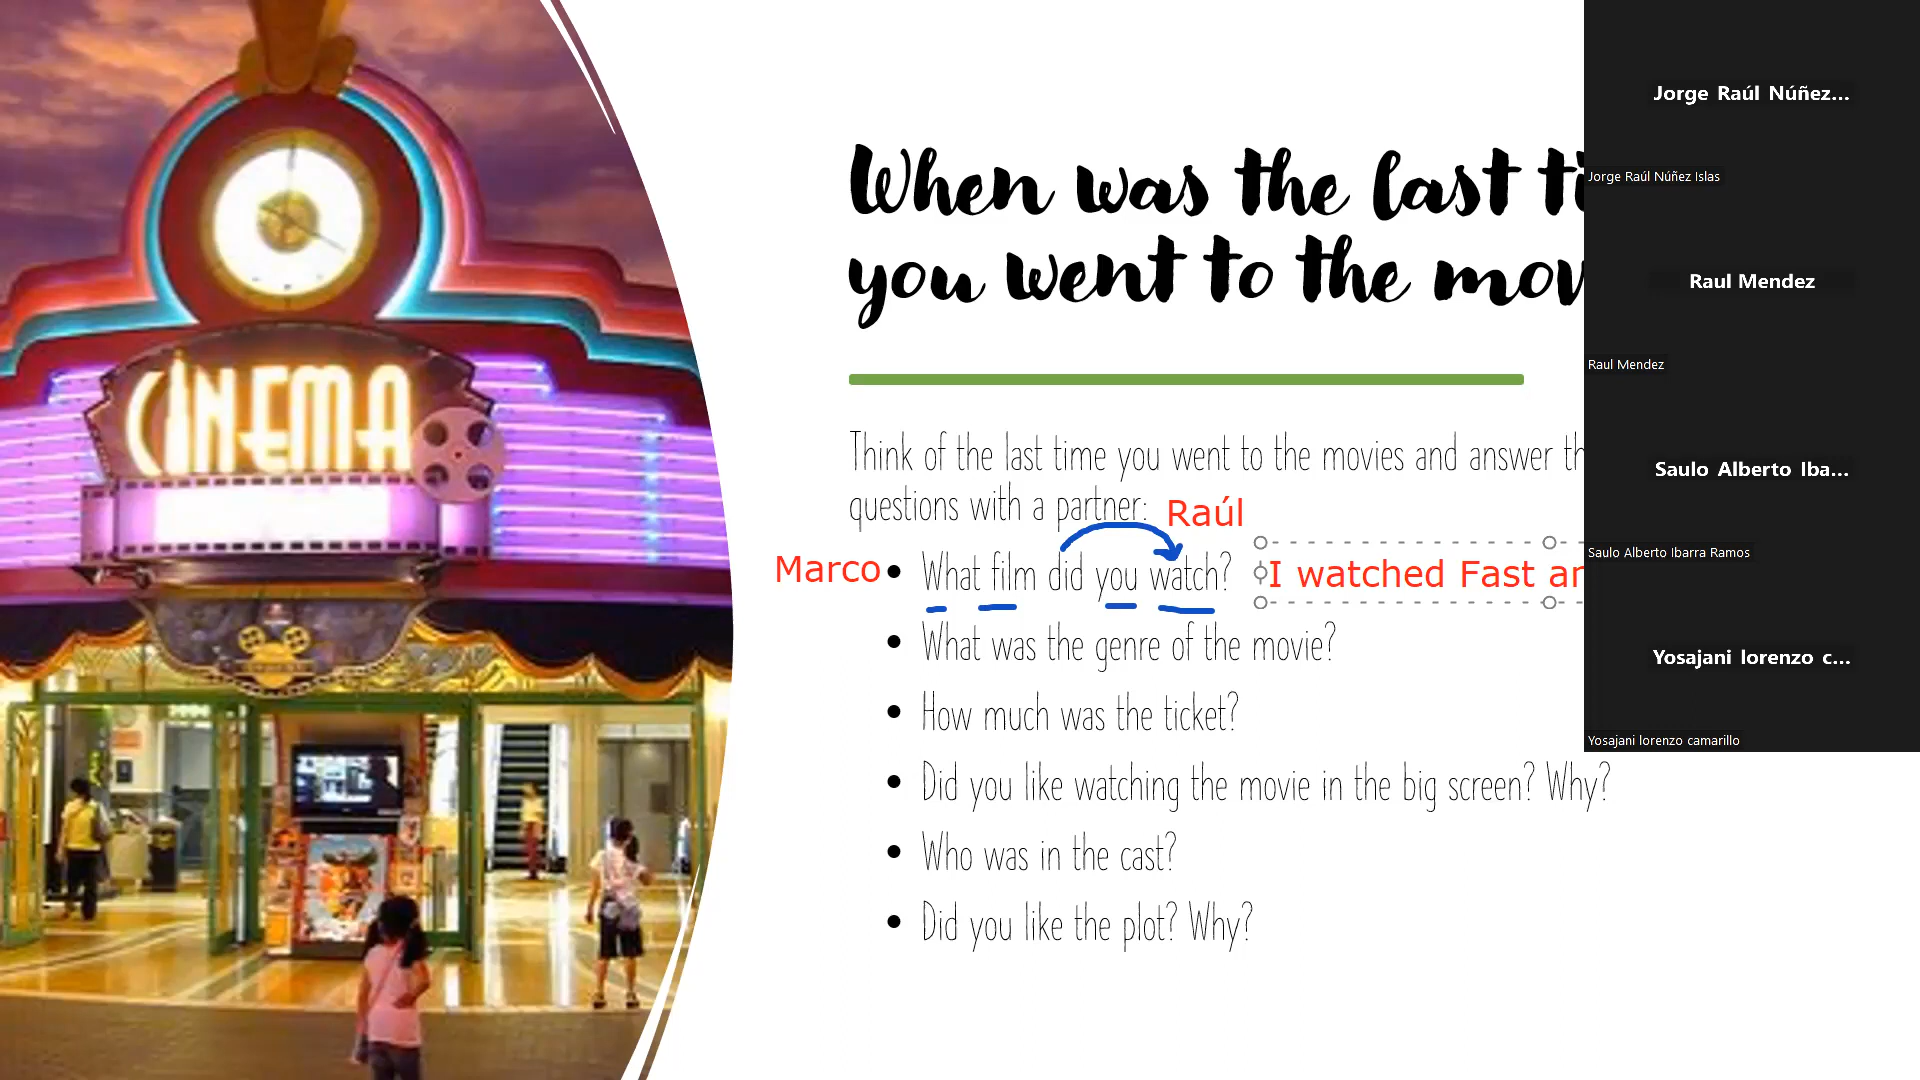 CINEMA
When was the last
you went to the
Think of the last time you went to the movies and answer
questions with a partner:
Raúl
Marco
What film did you watch?
I watched Fast
What was the genre of the movie?
How much was the ticket?
Did you like watching the movie in the big screen? Why?
Who was in the cast?
Did you like the plot? Why?
Jorge Raúl Núñez...
Jorge Raúl Núñez Islas
Raul Mendez
Raul Mendez
Saulo Alberto Iba...
Saulo Alberto Ibarra Ramos
Yosajani lorenzo c...
Yosajani lorenzo camarillo